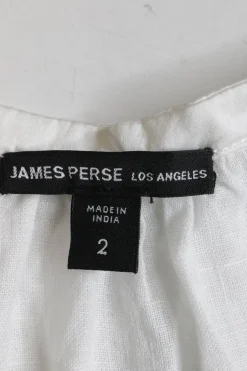 JAMES PERSE LOS ANGELES
MADE IN
INDIA
2